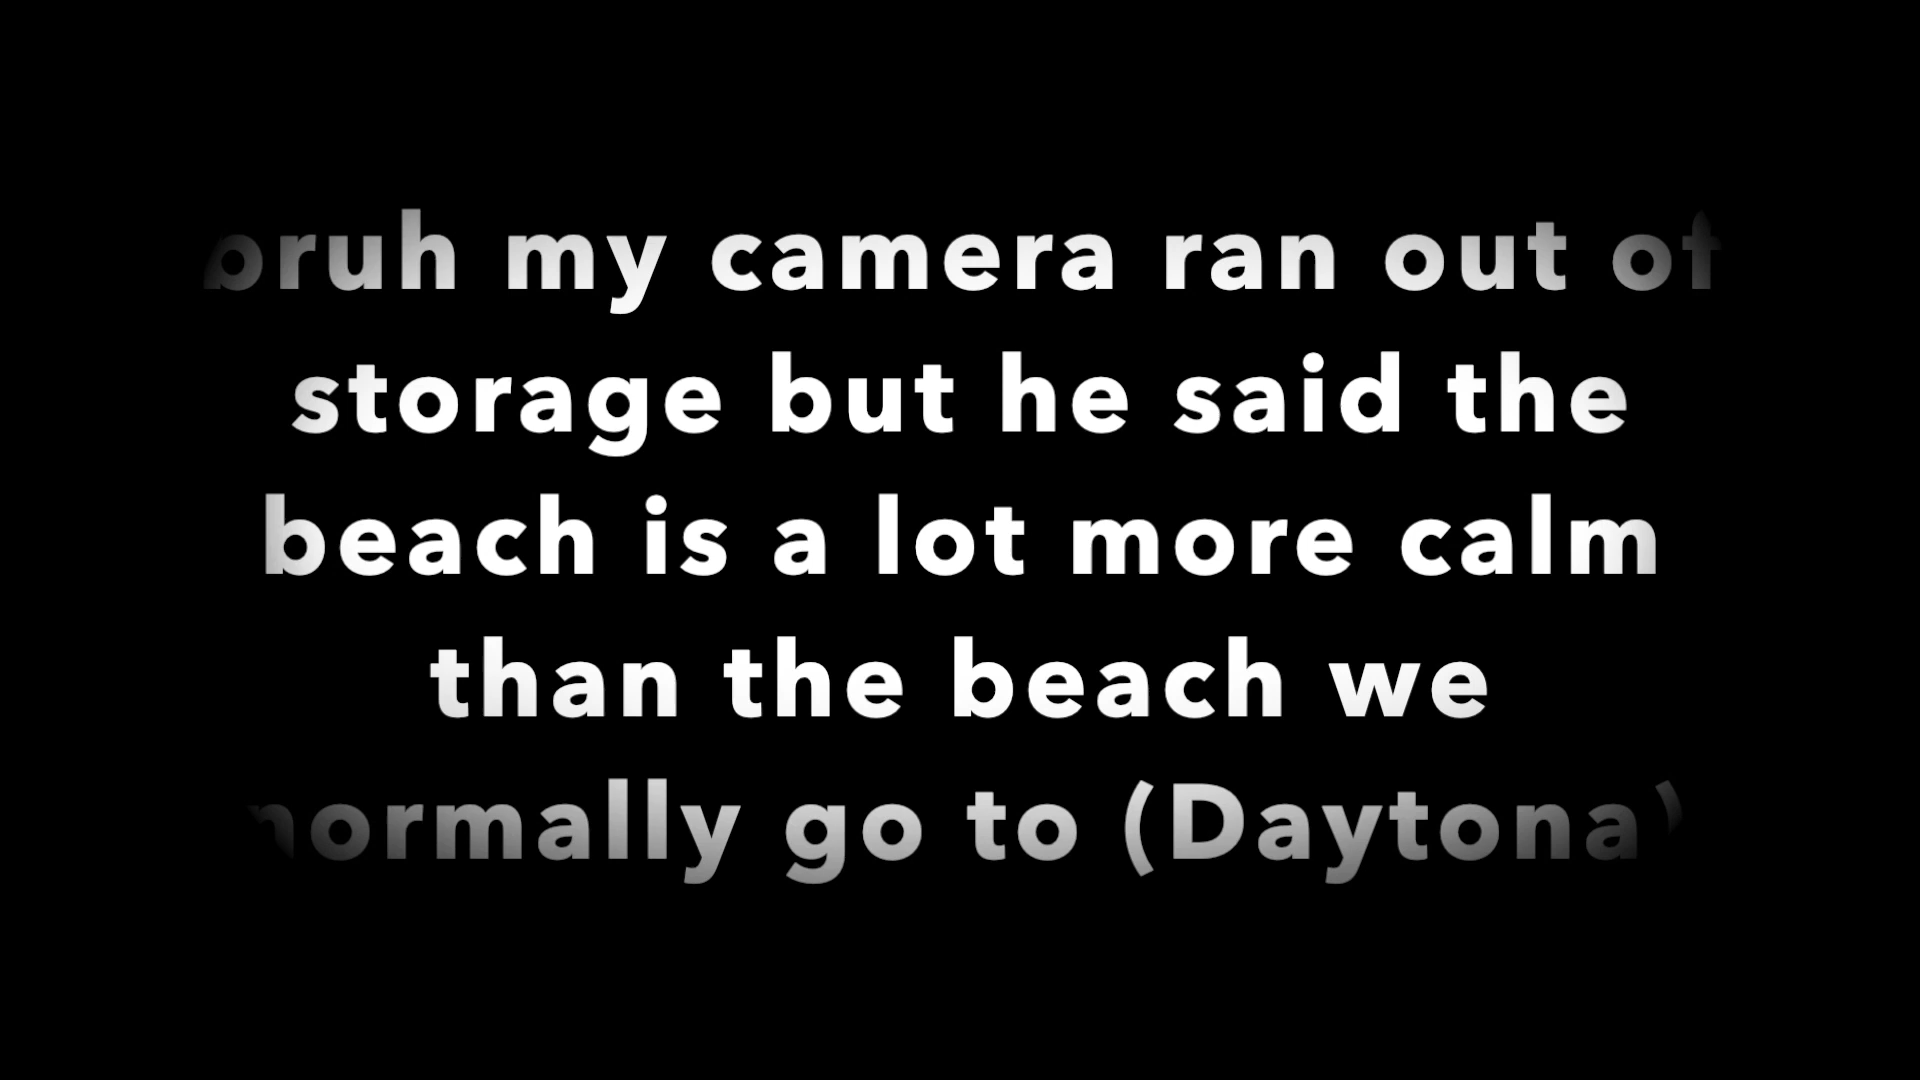 bruh my camera ran out of
storage but he said the
beach is a lot more calm
than the beach we
normally go to (Daytona)